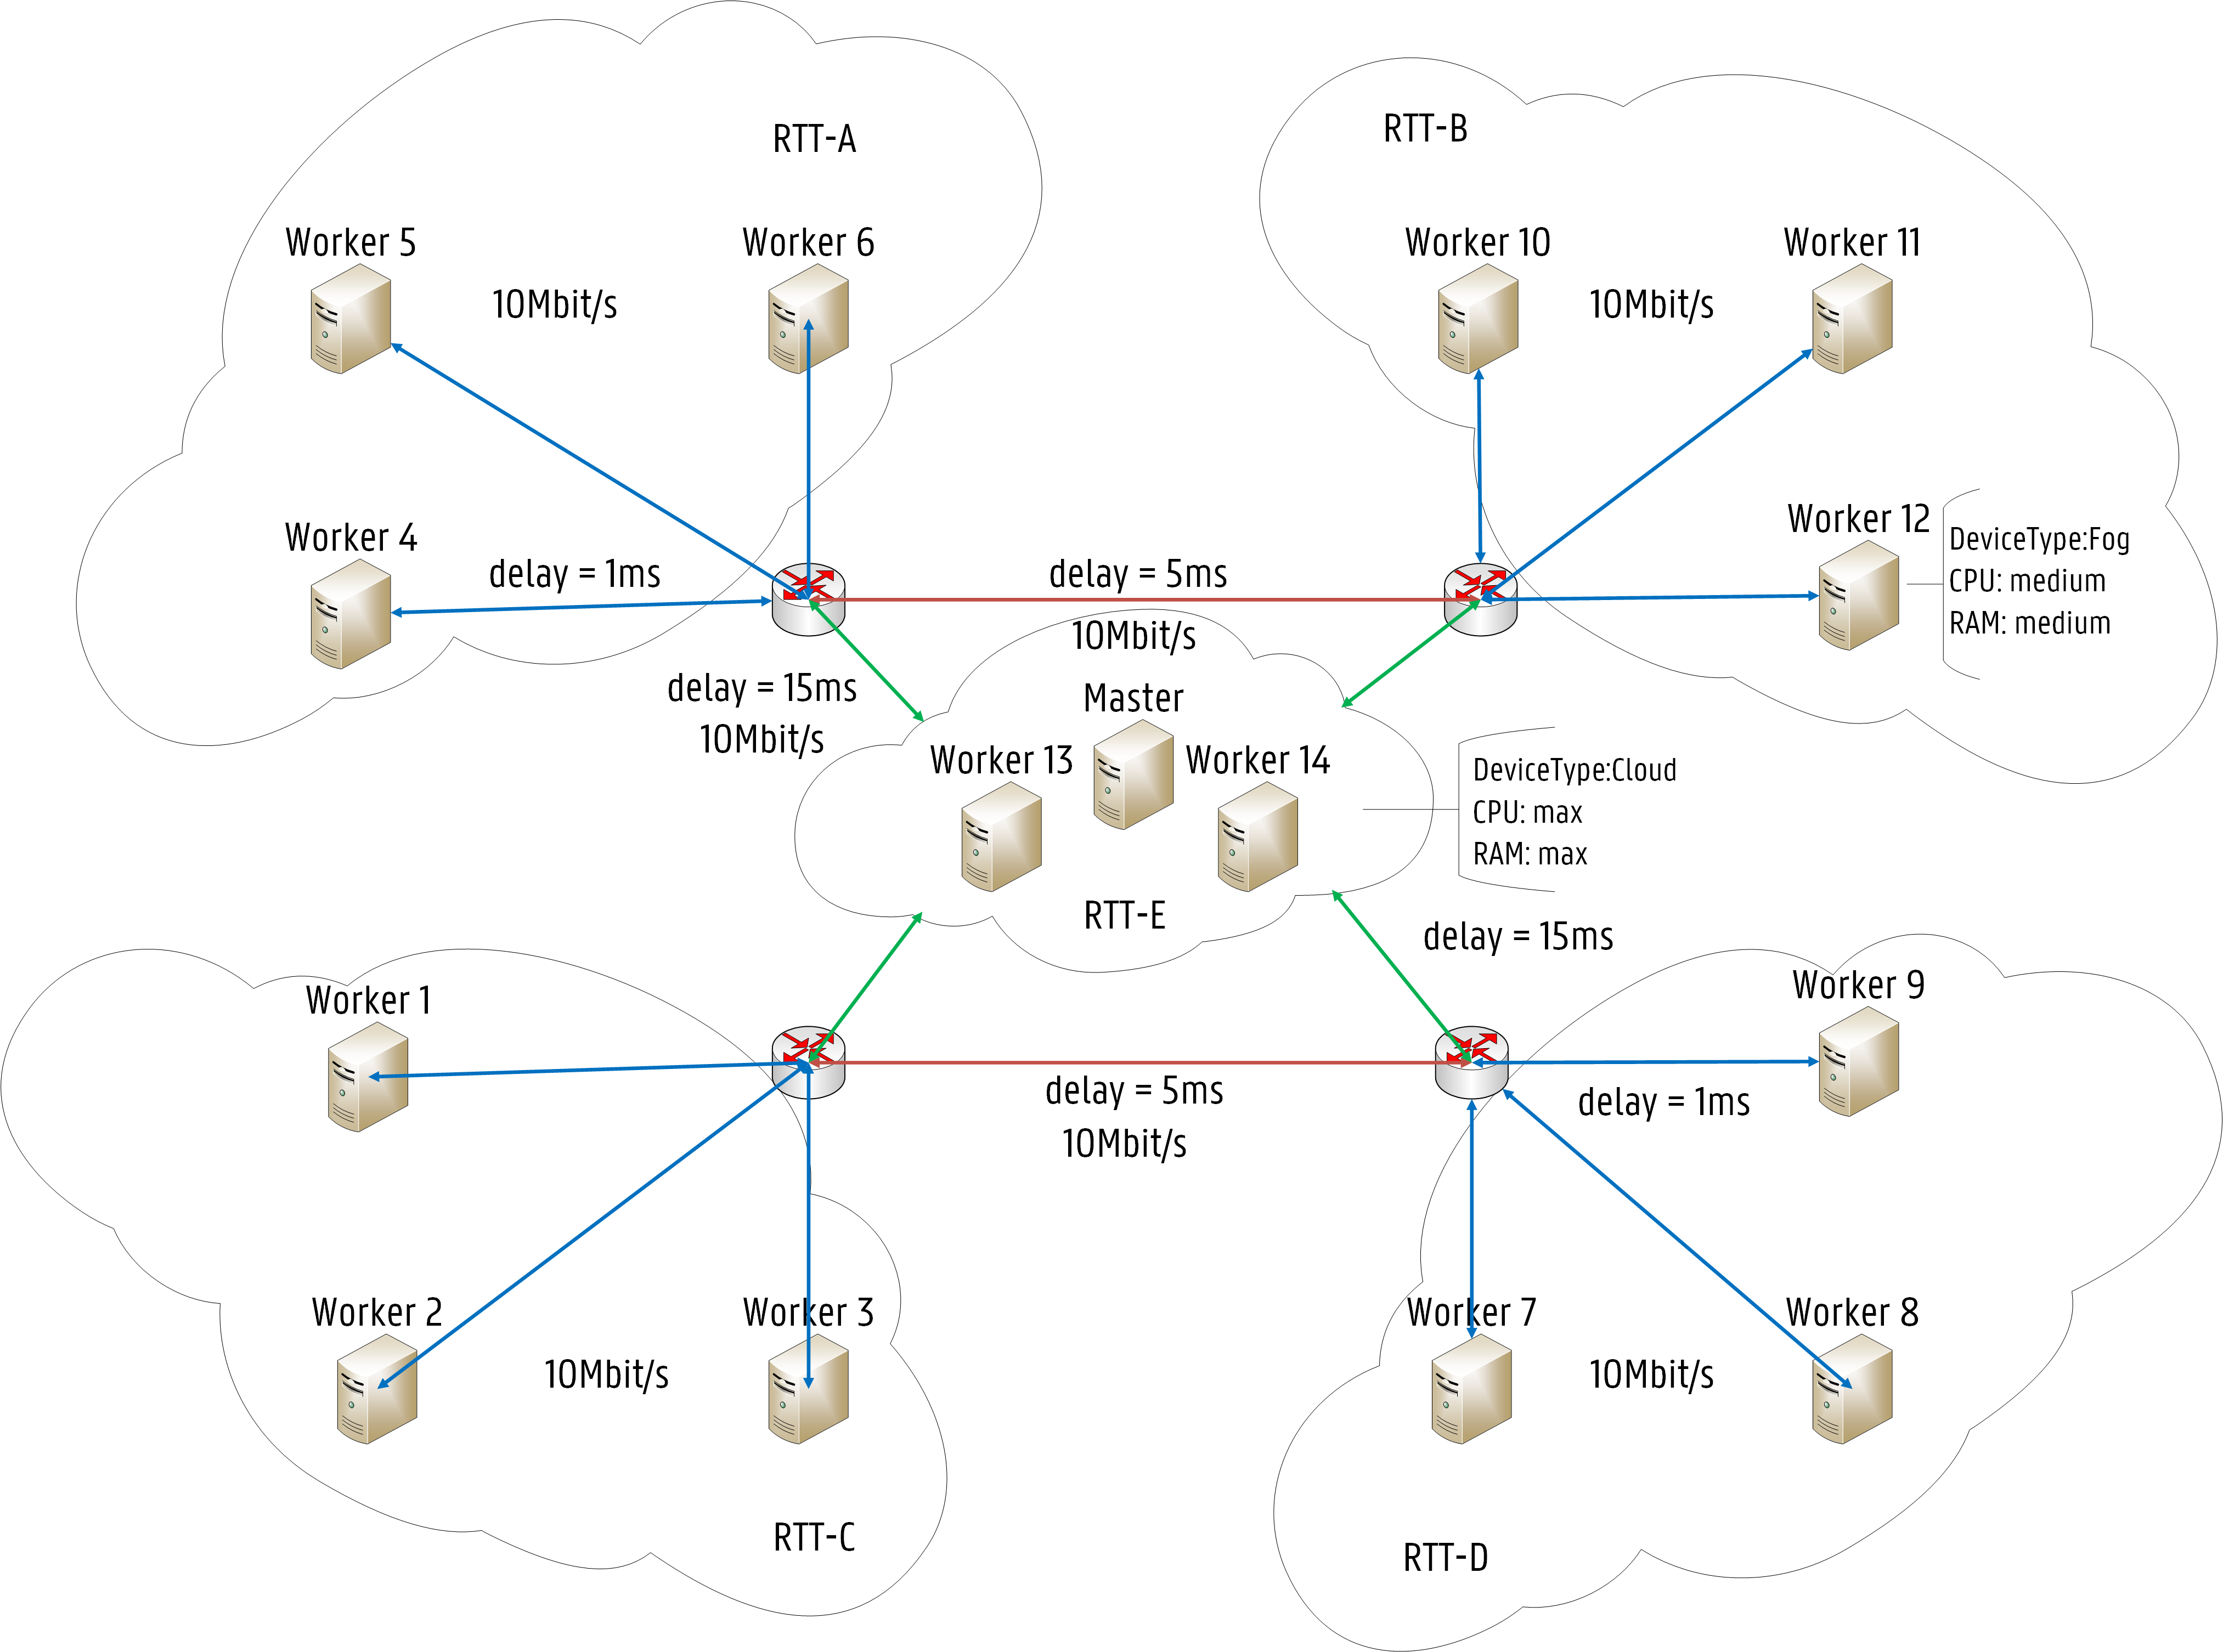 RTT-A
RTT-B
Worker 5
Worker 6
10Mbit/s
Worker 10
Worker 11
10Mbit/s
Worker 4
delay = 1ms
delay = 5ms
10Mbit/s
Worker 12
DeviceType:Fog
CPU: medium
RAM: medium
delay = 15ms
10Mbit/s
Master
Worker 13
Worker 14
RTT-E
DeviceType:Cloud
CPU: max
RAM: max
delay = 15ms
Worker 1
Worker 9
delay = 5ms
10Mbit/s
delay = 1ms
Worker 2
Worker 3
10Mbit/s
Worker 7
Worker 8
10Mbit/s
RTT-C
RTT-D